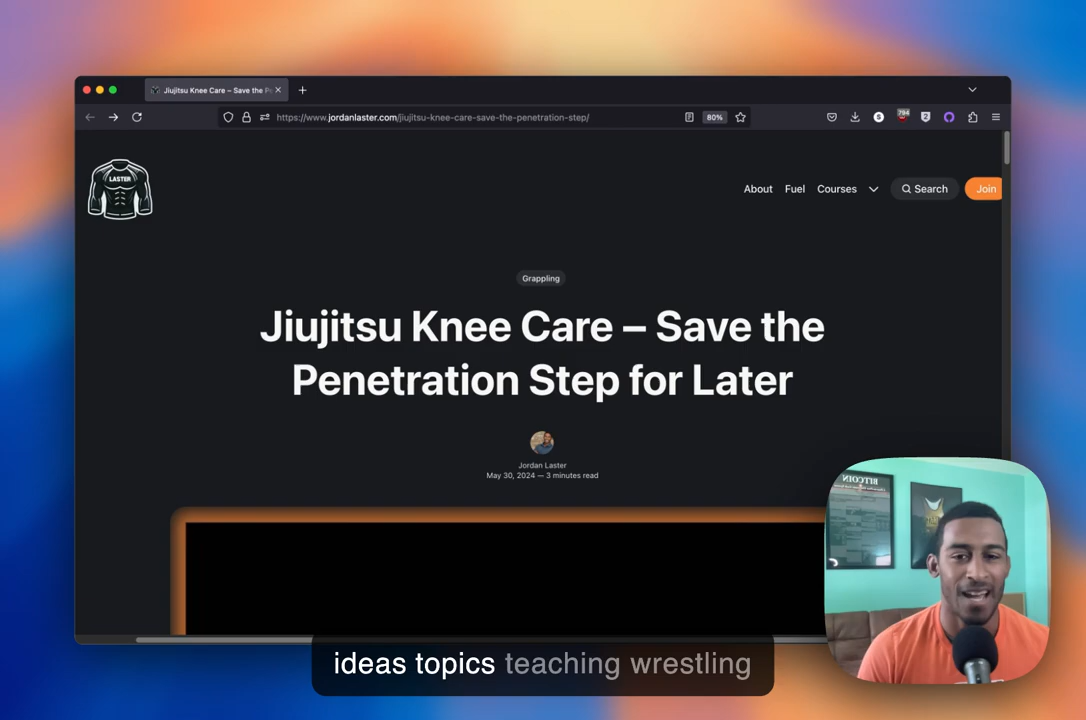 Jiujitsu Knee Care – Save the P
https://www.jordanlaster.com/jiujitsu-knee-care-save-the-penetration-step/
80%
794
LASTER
About
Fuel
Courses
Search
Join
Grappling
Jiujitsu Knee Care – Save the
Penetration Step for Later
Jordan Laster
May 30, 2024 — 3 minutes read
BITCOIN
ideas topics teaching wrestling